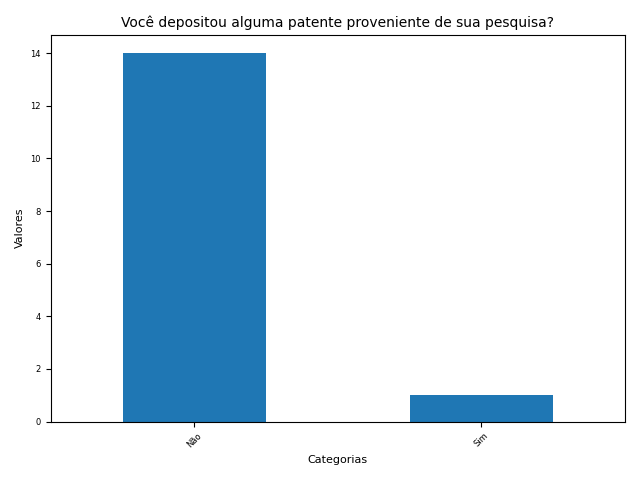 Você depositou alguma patente proveniente de sua pesquisa?
14
12
10
8
6
4
2
0
Valores
Não
Sim
Categorias